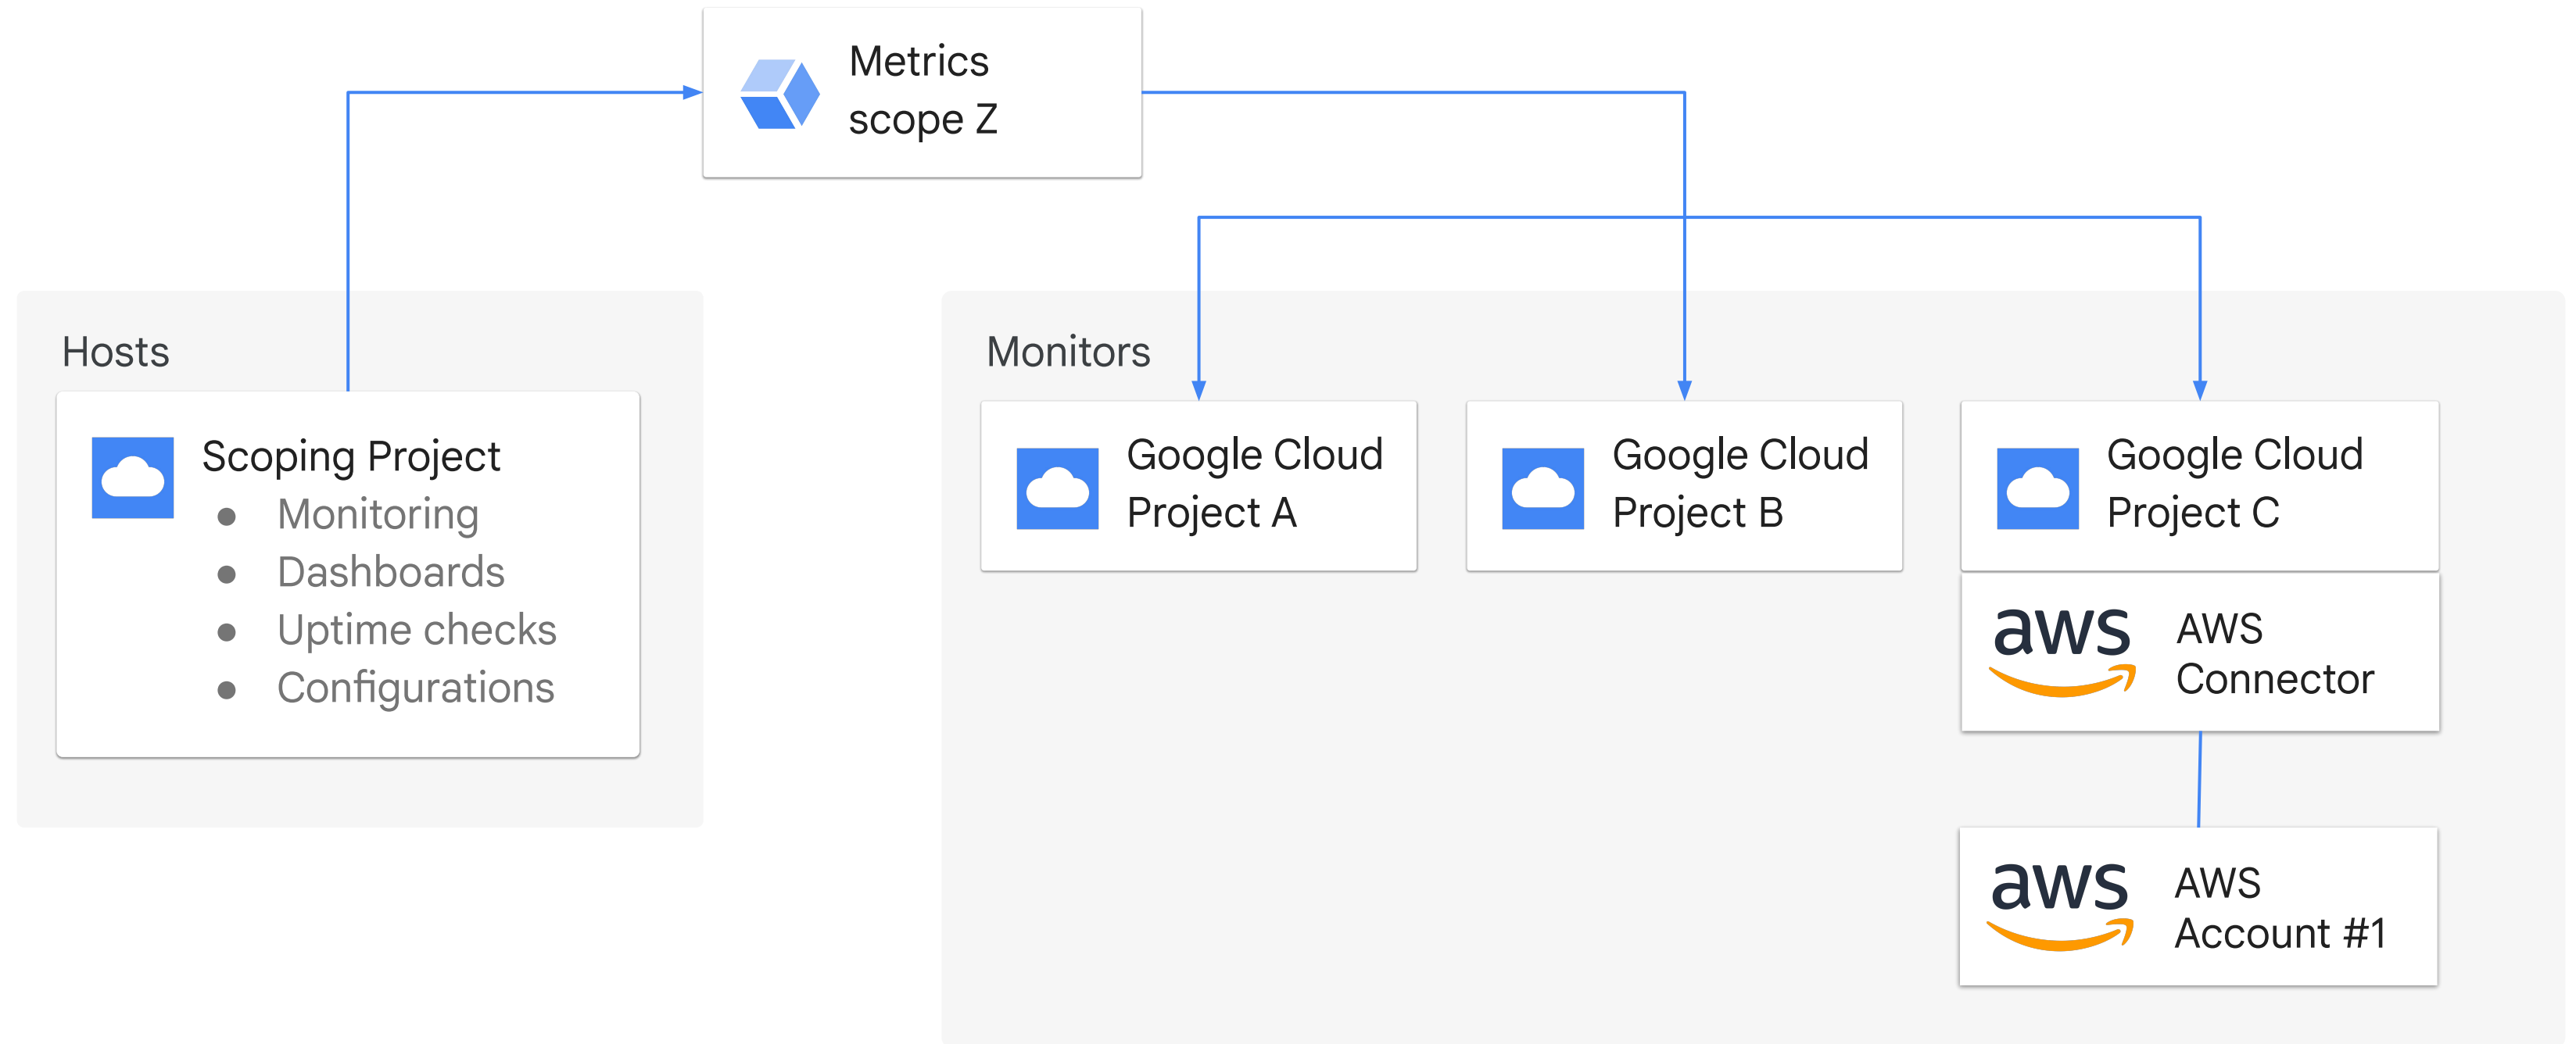 Metrics
scope Z
Hosts
Scoping Project
● Monitoring
● Dashboards
● Uptime checks
● Configurations
Monitors
Google Cloud
Project A
Google Cloud
Project B
Google Cloud
Project C
aws
AWS
Connector
aws
AWS
Account #1